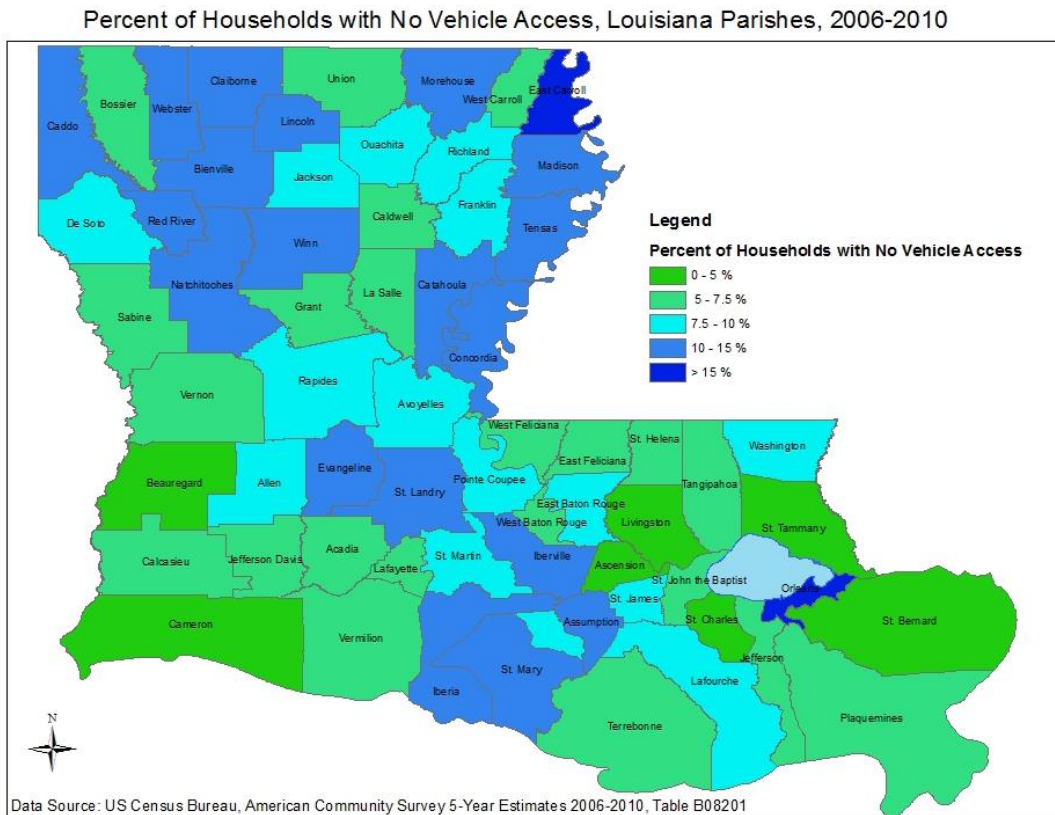 Percent of Households with No Vehicle Access, Louisiana Parishes, 2006-2010
Caddo
Bossier
Webster
Claiborne
Lincoln
Union
Morehouse
West Carroll
East Carroll
Bienville
Jackson
Ouachita
Richland
Madison
De Soto
Red River
Winn
Caldwell
Franklin
Tensas
Natchitoches
Sabine
Grant
La Salle
Catahoula
Concordia
Vernon
Rapides
Avoyelles
Beauregard
Allen
Evangeline
St. Landry
Pointe Coupee
West Feliciana
East Feliciana
St. Helena
Tangipahoa
Washington
East Baton Rouge
West Baton Rouge
Livingston
St. Tammany
Calcasieu
Jefferson Davis
Acadia
Lafayette
St. Martin
Iberville
Ascension
St. John the Baptist
Orleans
Cameron
Vermilion
St. James
Assumption
St. Charles
St. Bernard
Iberia
St. Mary
Jefferson
Lafourche
Terrebonne
Plaquemines
Legend
Percent of Households with No Vehicle Access
0 - 5 %
5 - 7.5 %
7.5 - 10 %
10 - 15 %
> 15 %
N
Data Source: US Census Bureau, American Community Survey 5-Year Estimates 2006-2010, Table B08201